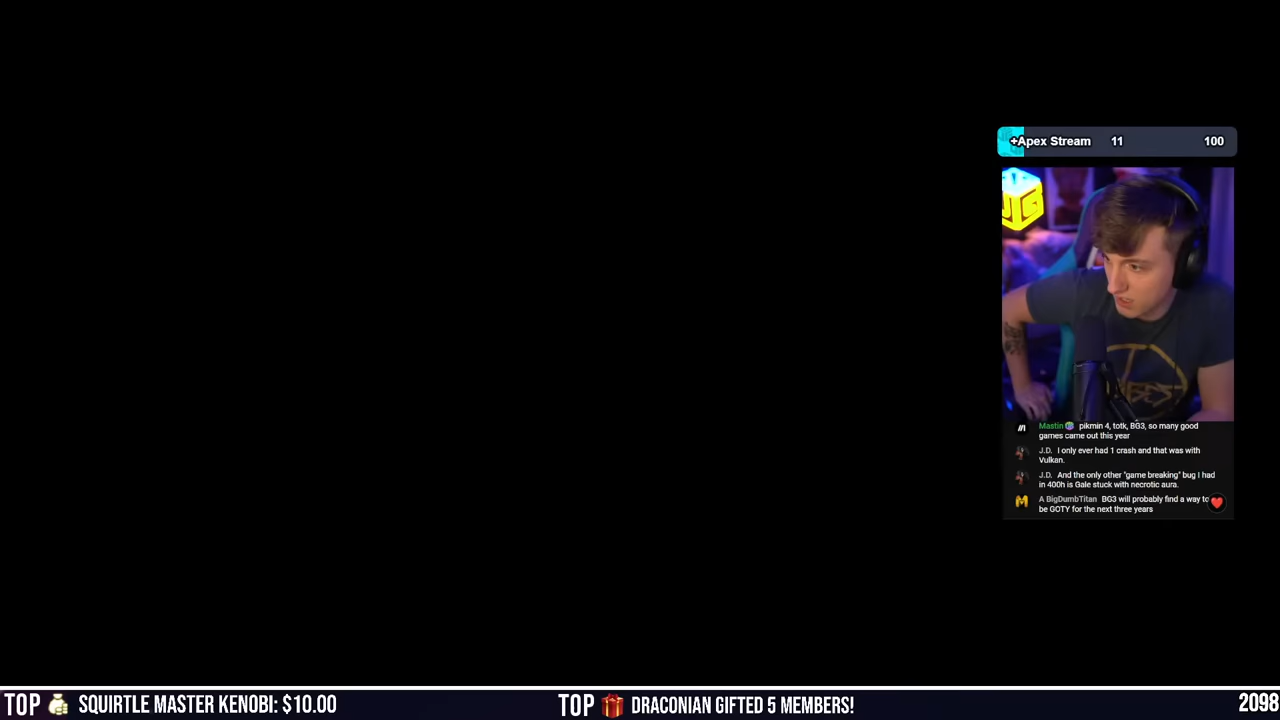 +Apex Stream 11 100
Mastin pikmin 4, totk, BG3, so many good
games came out this year
J.D. I only ever had 1 crash and that was with
Vulkan.
J.D. And the only other "game breaking" bug I had
in 400h is Gale stuck with necrotic aura.
A BigDumbTitan BG3 will probably find a way to
be GOTY for the next three years
TOP SQUIRTLE MASTER KENOBI: $10.00
TOP DRACONIAN GIFTED 5 MEMBERS!
2098